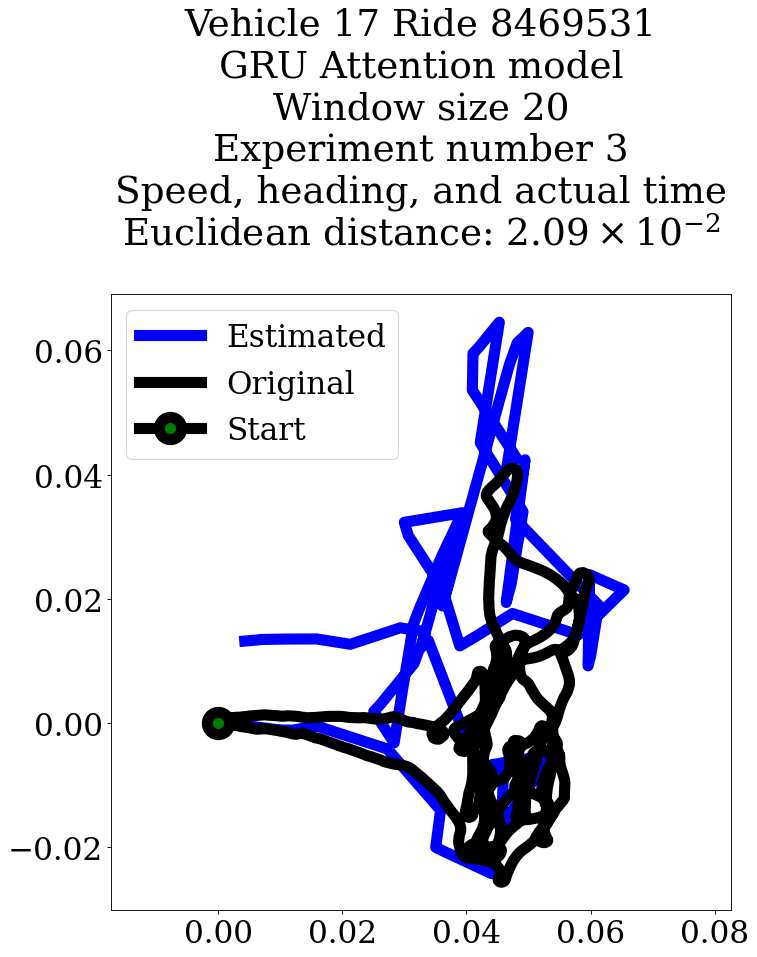 Vehicle 17 Ride 8469531
GRU Attention model
Window size 20
Experiment number 3
Speed, heading, and actual time
Euclidean distance: 2.09 × 10⁻²
Estimated
Original
Start
0.06
0.04
0.02
0.00
−0.02
0.00 0.02 0.04 0.06 0.08